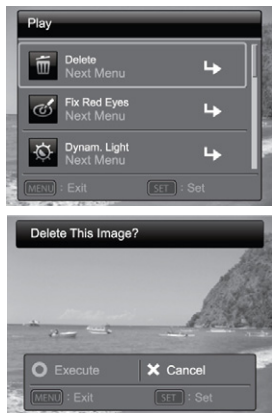 Play
Delete
Next Menu
Fix Red Eyes
Next Menu
Dynam. Light
Next Menu
MENU : Exit SET : Set
Delete This Image?
Execute Cancel
MENU : Exit SET : Set